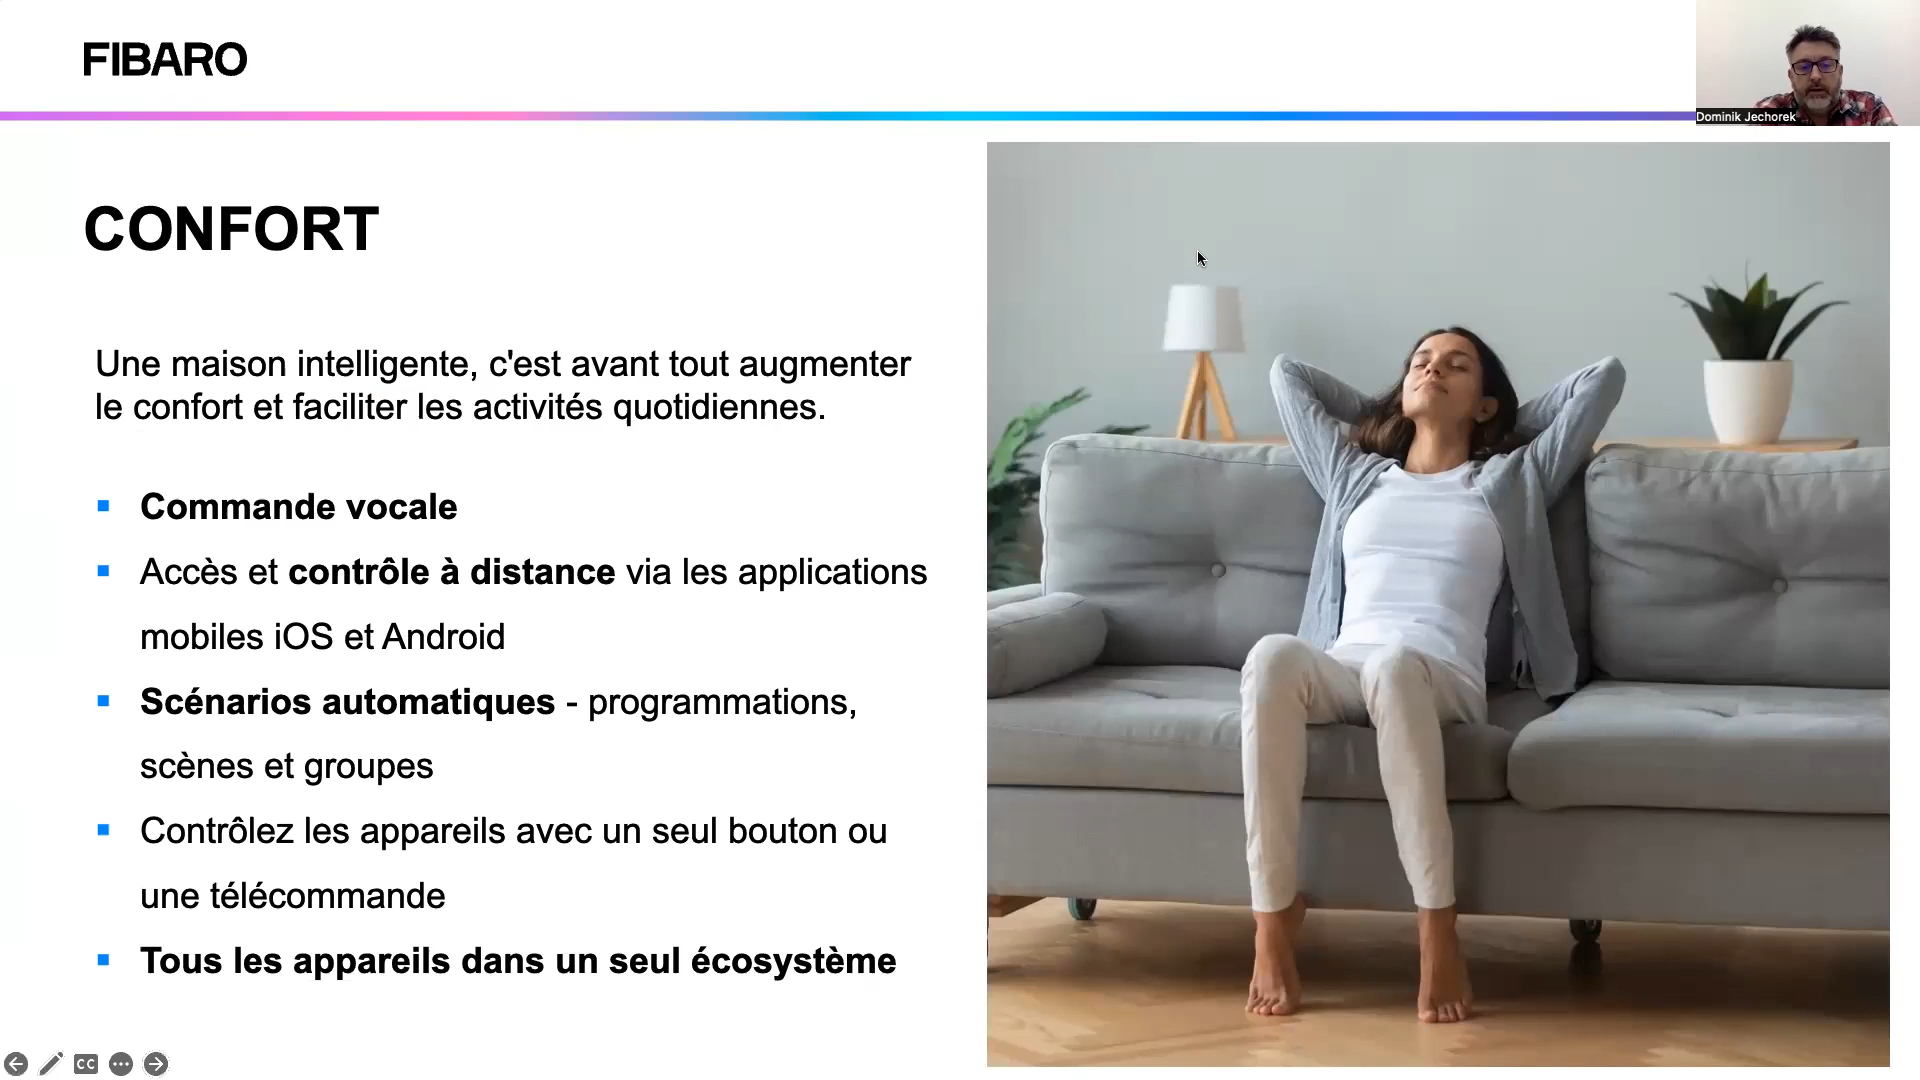 FIBARO
Dominik Jechorek
CONFORT
Une maison intelligente, c'est avant tout augmenter
le confort et faciliter les activités quotidiennes.
Commande vocale
Accès et contrôle à distance via les applications
mobiles iOS et Android
Scénarios automatiques - programmations,
scènes et groupes
Contrôlez les appareils avec un seul bouton ou
une télécommande
Tous les appareils dans un seul écosystème
CC